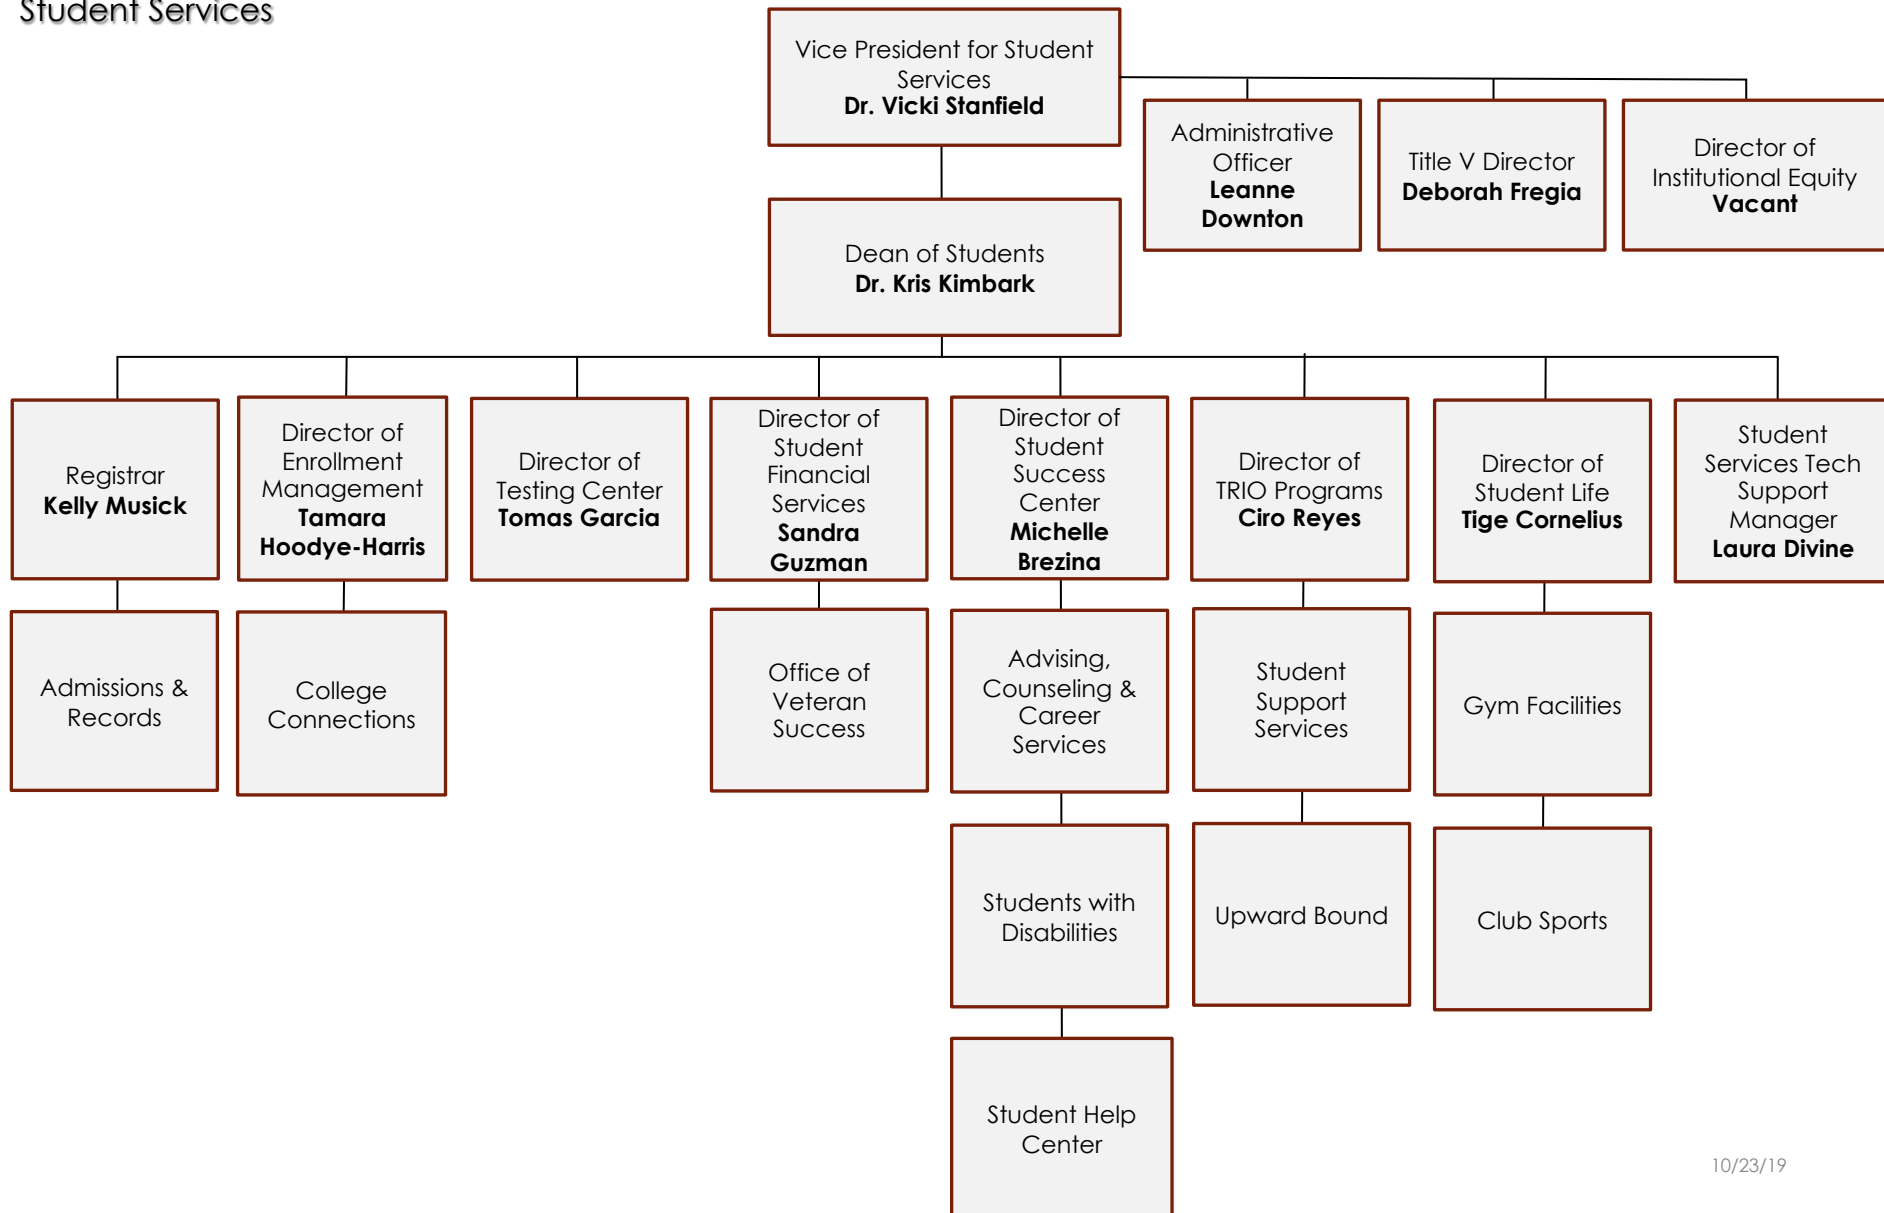 Student Services
Vice President for Student
Services
Dr. Vicki Stanfield
Administrative
Officer
Leanne
Downton
Title V Director
Deborah Fregia
Director of
Institutional Equity
Vacant
Dean of Students
Dr. Kris Kimbark
Registrar
Kelly Musick
Director of
Enrollment
Management
Tamara
Hoodye-Harris
Director of
Testing Center
Tomas Garcia
Director of
Student
Financial
Services
Sandra
Guzman
Director of
Student
Success
Center
Michelle
Brezina
Director of
TRIO Programs
Ciro Reyes
Director of
Student Life
Tige Cornelius
Student
Services Tech
Support
Manager
Laura Divine
Admissions &
Records
College
Connections
Office of
Veteran
Success
Advising,
Counseling &
Career
Services
Student
Support
Services
Gym Facilities
Students with
Disabilities
Upward Bound
Club Sports
Student Help
Center
10/23/19